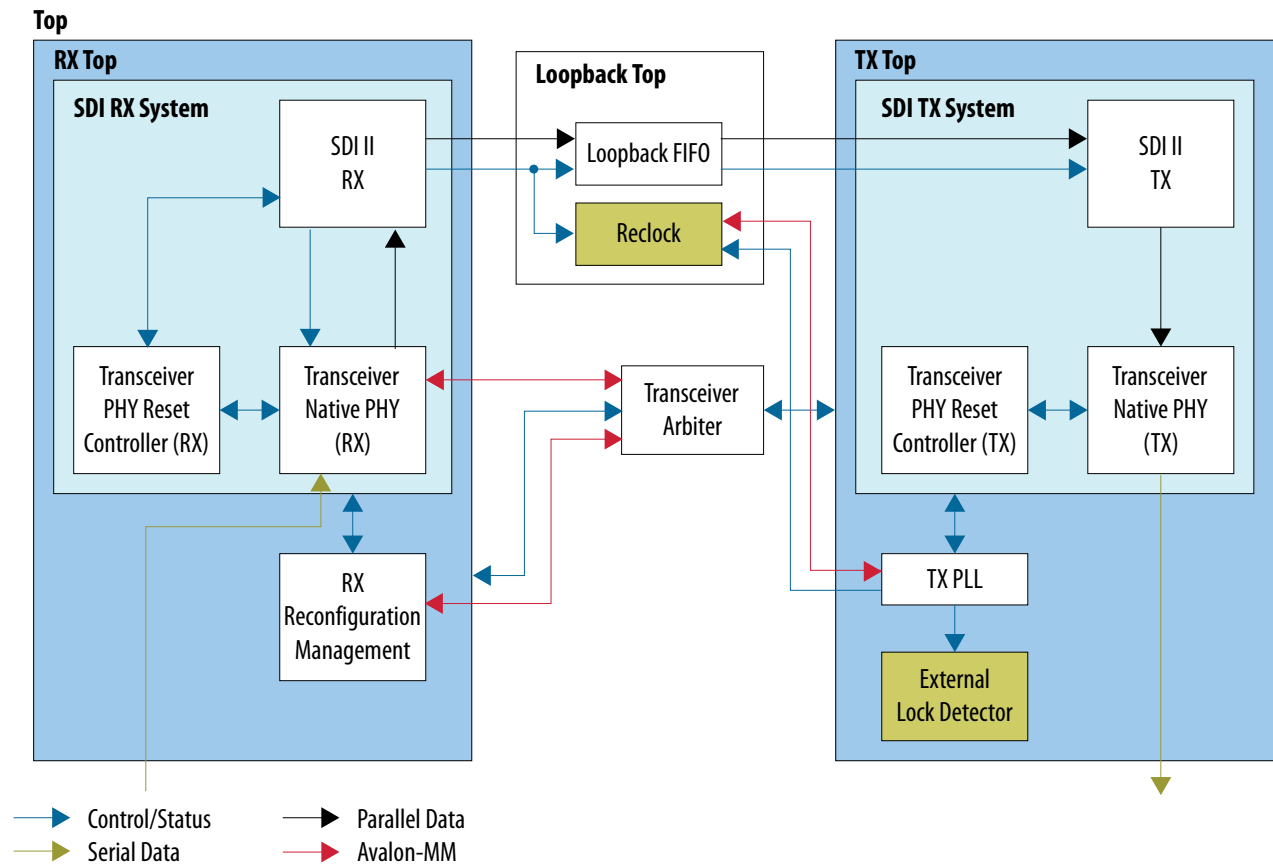 Top
RX Top
SDI RX System
SDI II
RX
Transceiver
PHY Reset
Controller (RX)
Transceiver
Native PHY
(RX)
RX
Reconfiguration
Management
Loopback Top
Loopback FIFO
Reclock
Transceiver
Arbiter
TX Top
SDI TX System
SDI II
TX
Transceiver
PHY Reset
Controller (TX)
Transceiver
Native PHY
(TX)
TX PLL
External
Lock Detector
Control/Status
Serial Data
Parallel Data
Avalon-MM